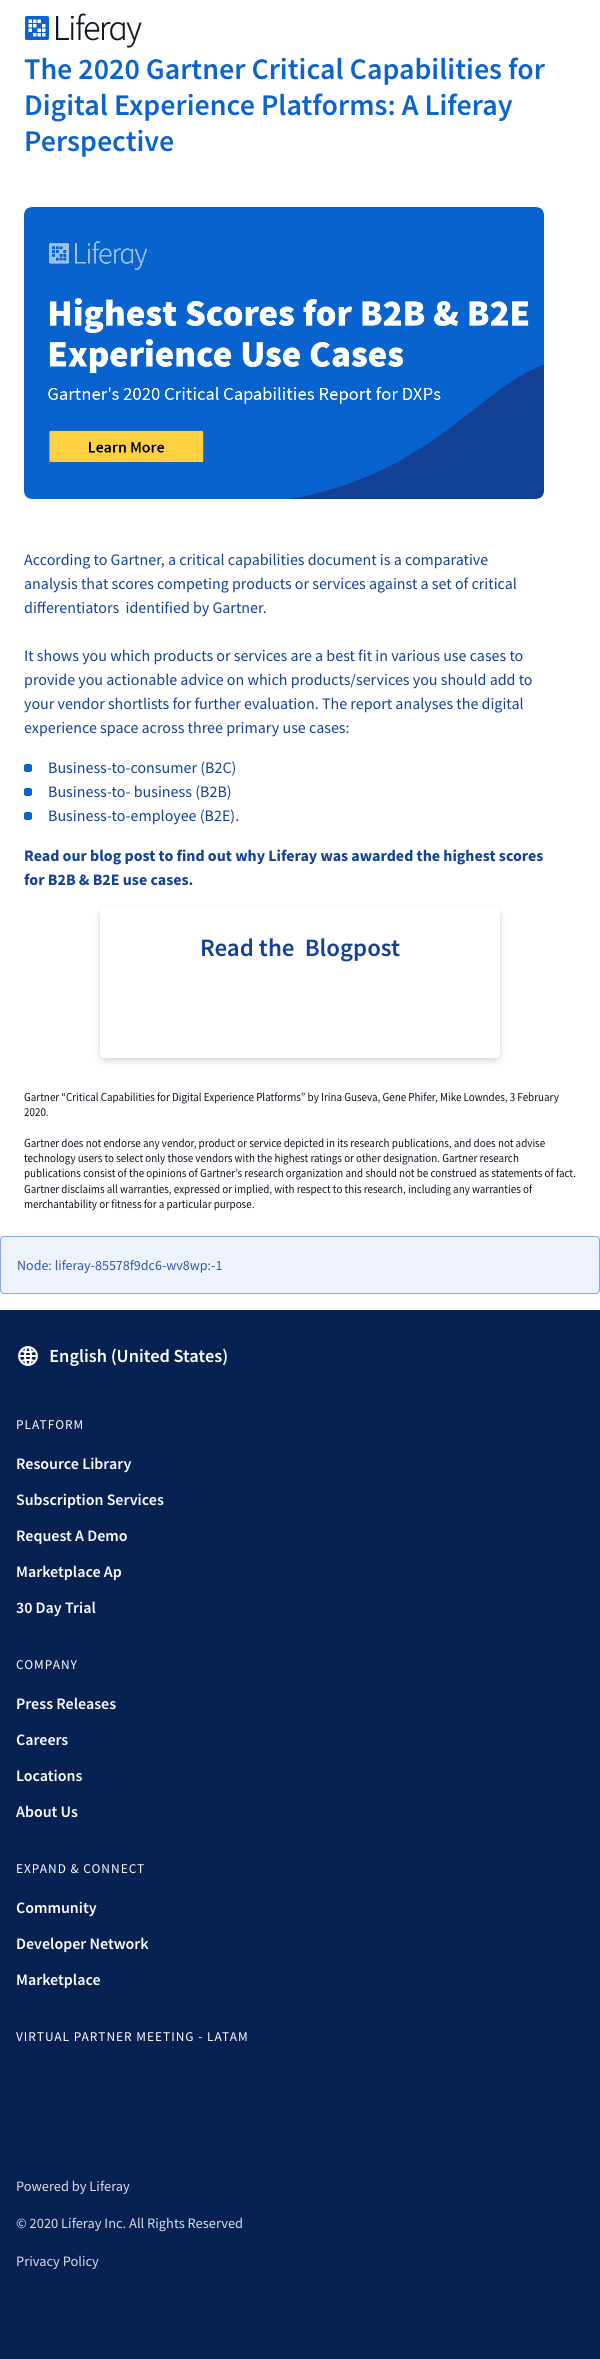 Liferay
The 2020 Gartner Critical Capabilities for
Digital Experience Platforms: A Liferay
Perspective
Liferay
Highest Scores for B2B & B2E
Experience Use Cases
Gartner's 2020 Critical Capabilities Report for DXPs
Learn More
According to Gartner, a critical capabilities document is a comparative
analysis that scores competing products or services against a set of critical
differentiators  identified by Gartner.
It shows you which products or services are a best fit in various use cases to
provide you actionable advice on which products/services you should add to
your vendor shortlists for further evaluation. The report analyses the digital
experience space across three primary use cases:
Business-to-consumer (B2C)
Business-to- business (B2B)
Business-to-employee (B2E).
Read our blog post to find out why Liferay was awarded the highest scores
for B2B & B2E use cases.
Read the  Blogpost
Gartner “Critical Capabilities for Digital Experience Platforms” by Irina Guseva, Gene Phifer, Mike Lowndes, 3 February
2020.
Gartner does not endorse any vendor, product or service depicted in its research publications, and does not advise
technology users to select only those vendors with the highest ratings or other designation. Gartner research
publications consist of the opinions of Gartner’s research organization and should not be construed as statements of fact.
Gartner disclaims all warranties, expressed or implied, with respect to this research, including any warranties of
merchantability or fitness for a particular purpose.
Node: liferay-85578f9dc6-wv8wp:-1
English (United States)
PLATFORM
Resource Library
Subscription Services
Request A Demo
Marketplace Ap
30 Day Trial
COMPANY
Press Releases
Careers
Locations
About Us
EXPAND & CONNECT
Community
Developer Network
Marketplace
VIRTUAL PARTNER MEETING - LATAM
Powered by Liferay
© 2020 Liferay Inc. All Rights Reserved
Privacy Policy